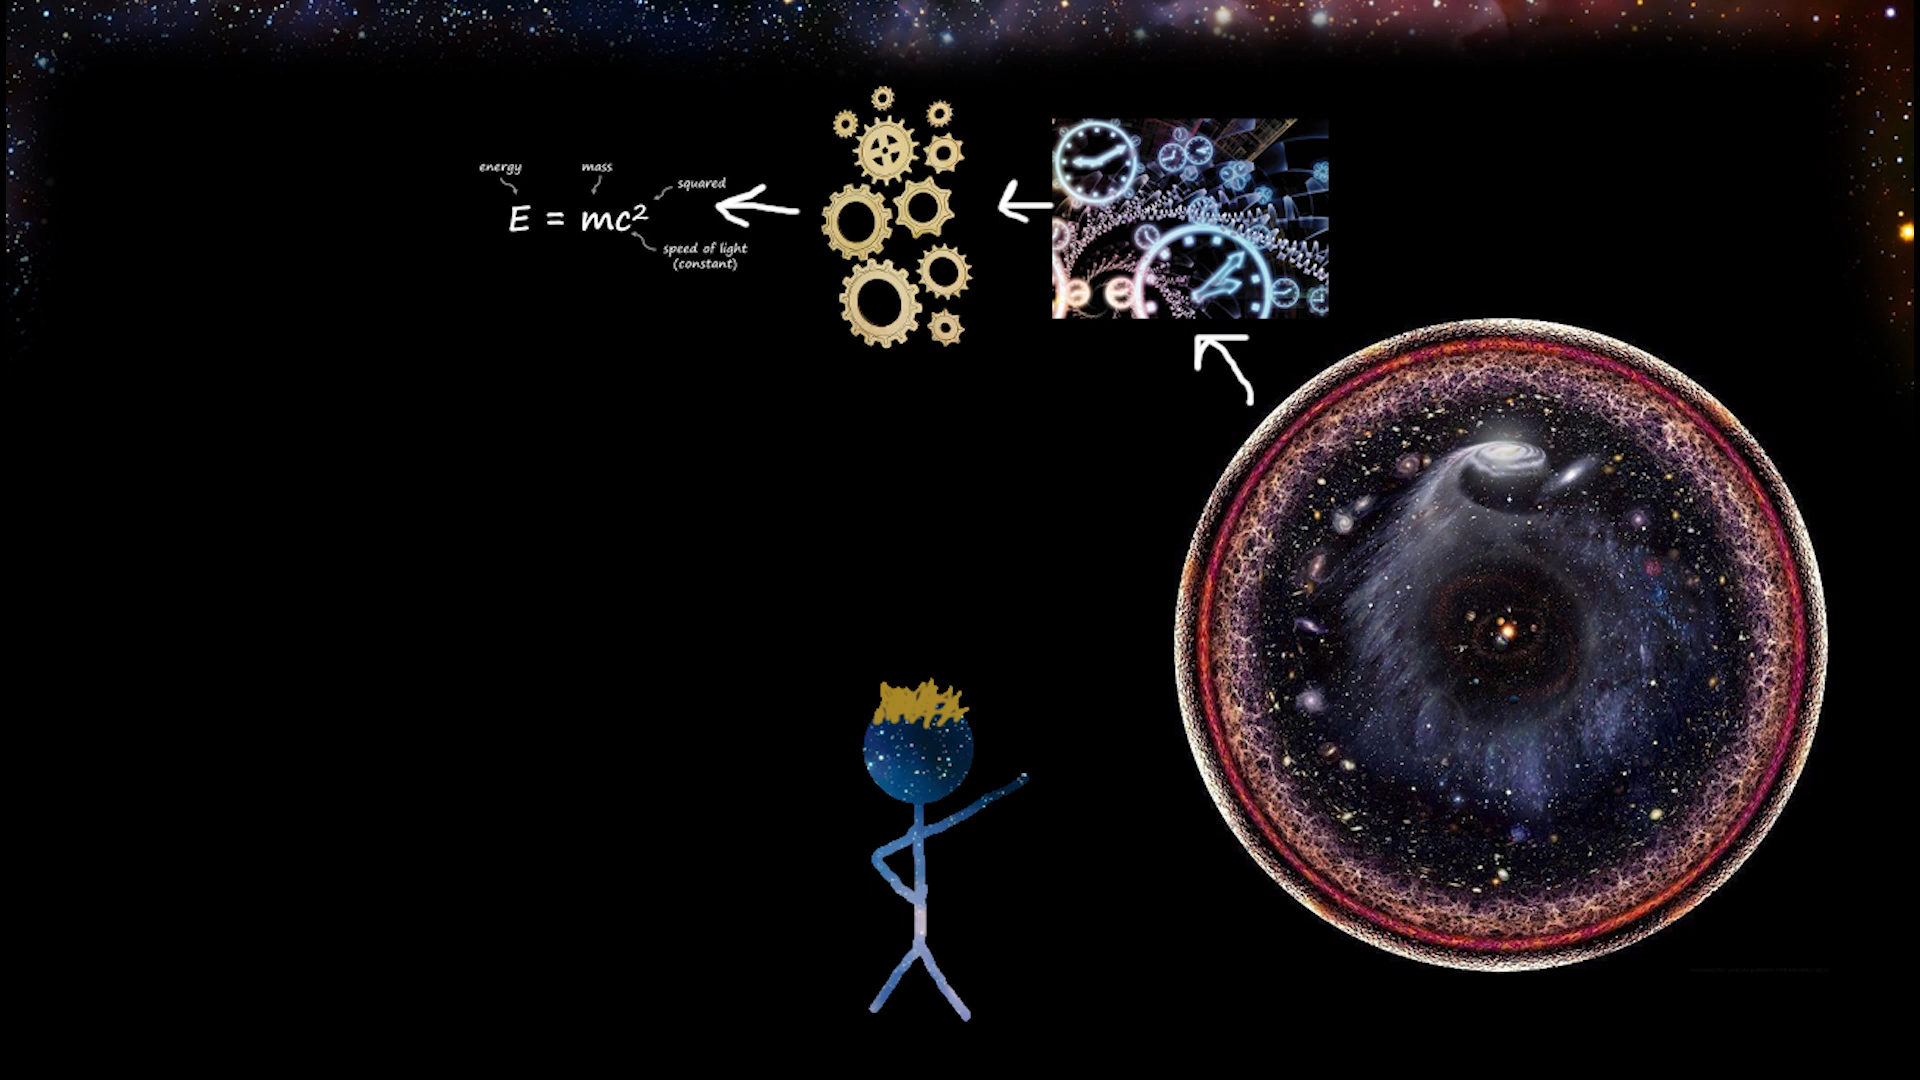 energy
mass
squared
E = mc²
speed of light
(constant)